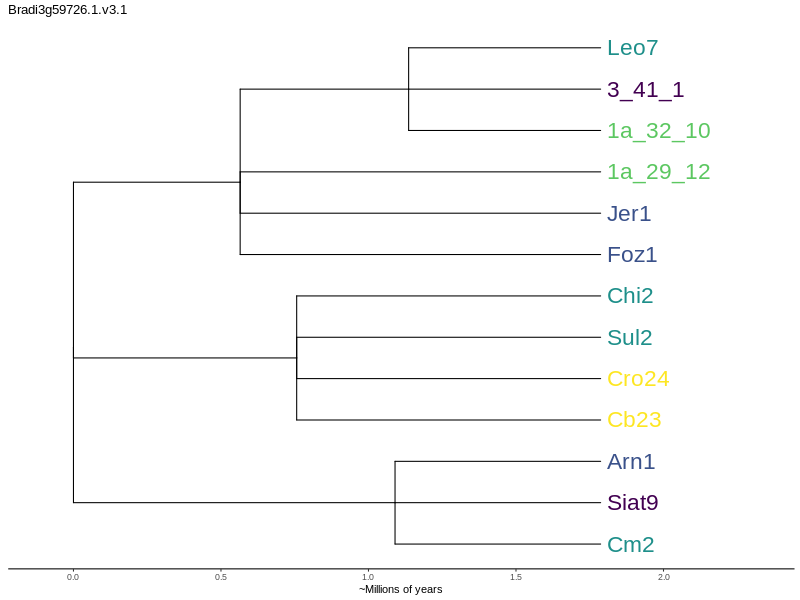 Bradi3g59726.1.v3.1
Leo7
3_41_1
1a_32_10
1a_29_12
Jer1
Foz1
Chi2
Sul2
Cro24
Cb23
Arn1
Siat9
Cm2
0.0 0.5 1.0 1.5 2.0
~Millions of years